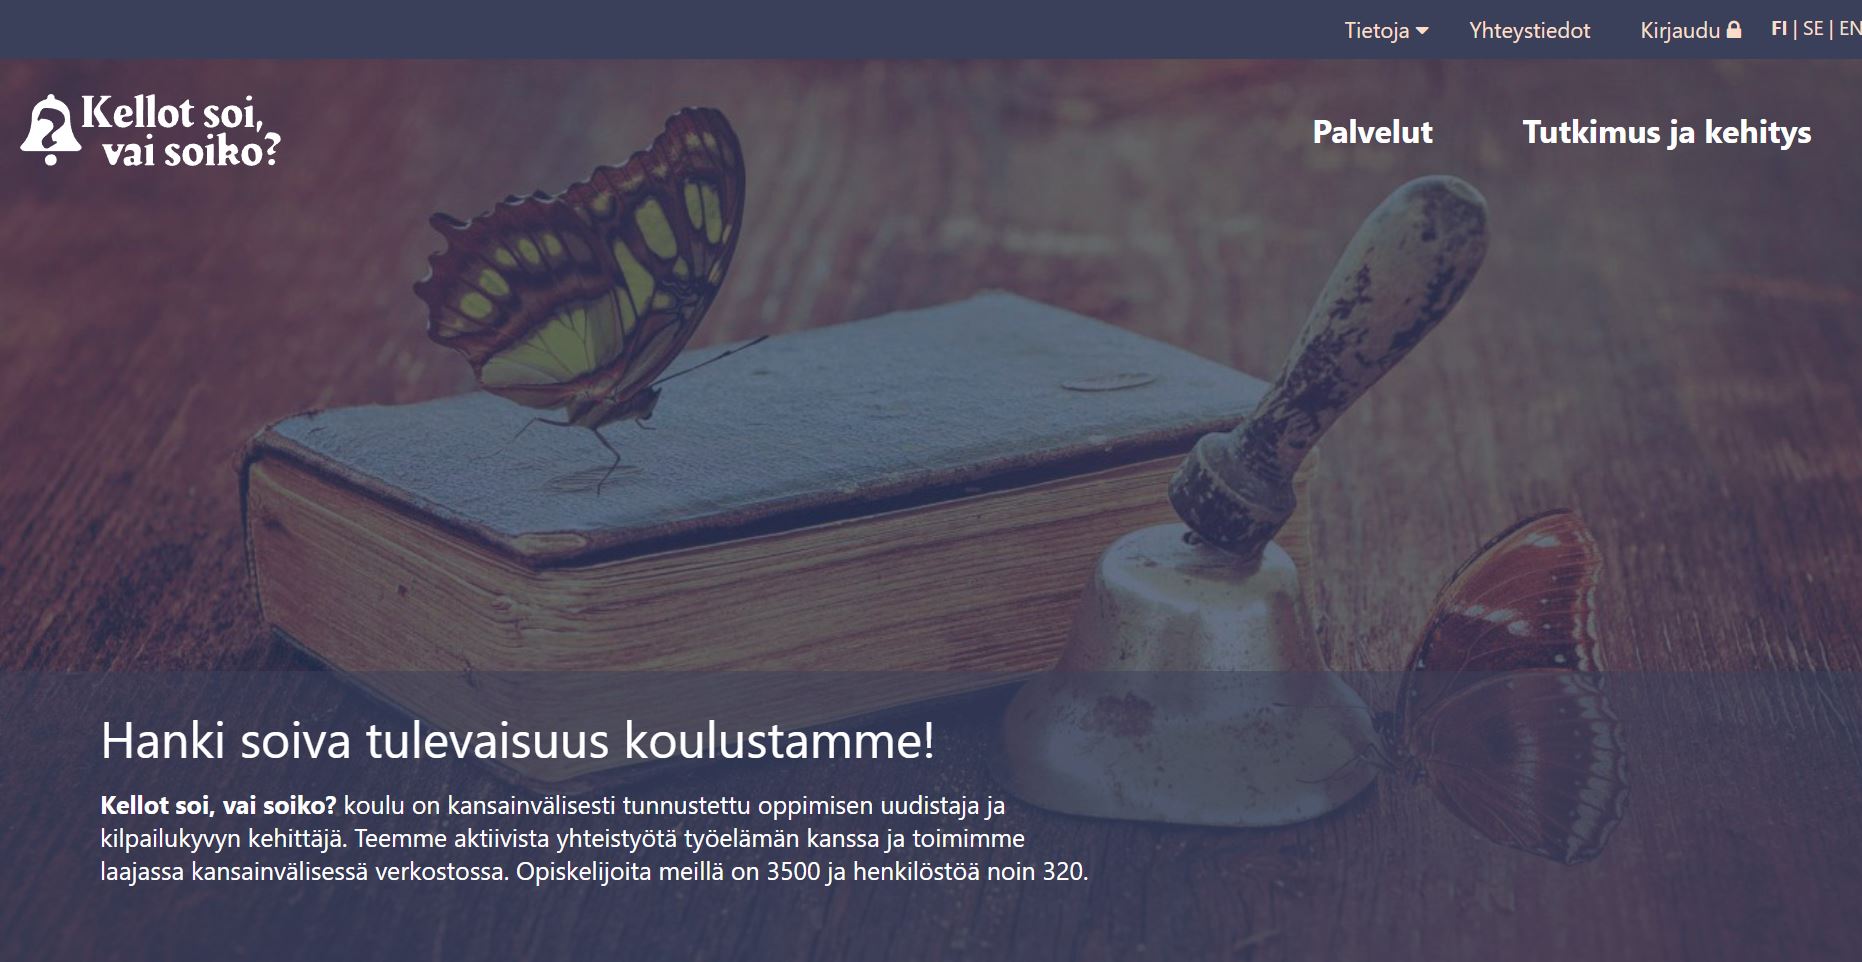 Tietoja Yhteystiedot Kirjaudu FI | SE | EN
Kellot soi,
vai soiko?
Palvelut Tutkimus ja kehitys
Hanki soiva tulevaisuus koulustamme!
Kellot soi, vai soiko? koulu on kansainvälisesti tunnustettu oppimisen uudistaja ja
kilpailukyvyn kehittäjä. Teemme aktiivista yhteistyötä työelämän kanssa ja toimimme
laajassa kansainvälisessä verkostossa. Opiskelijoita meillä on 3500 ja henkilöstöä noin 320.